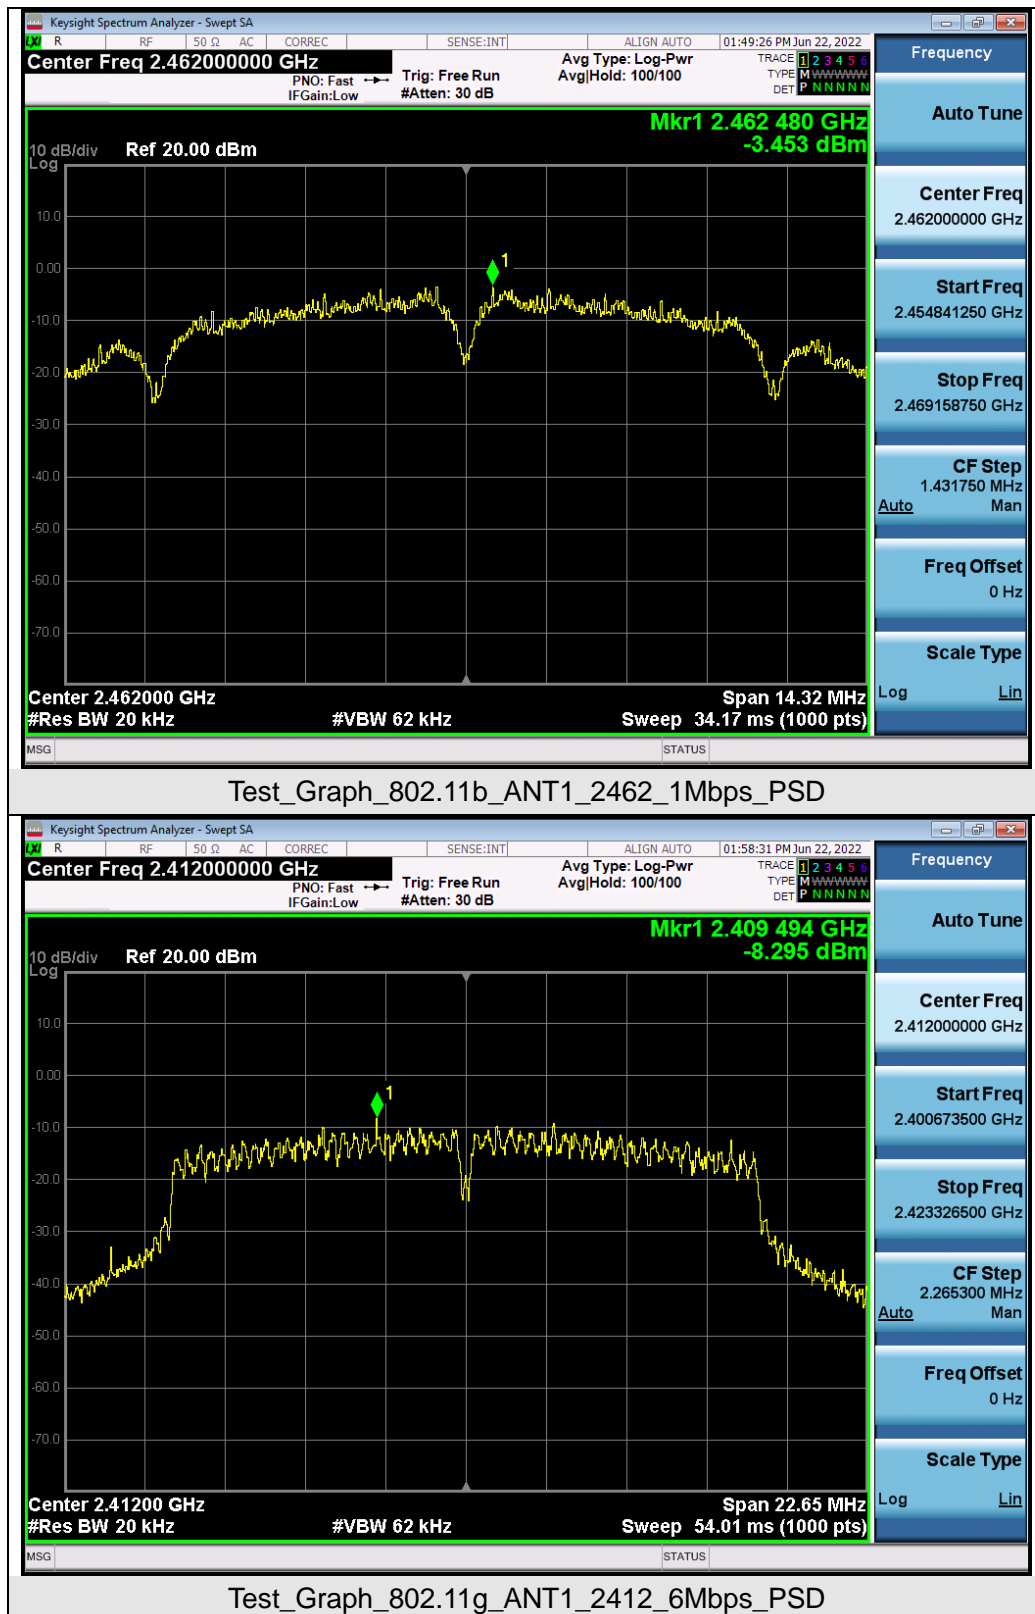 Keysight Spectrum Analyzer - Swept SA
LXI R RF 50 Ω AC CORREC SENSE:INT ALIGN AUTO 01:49:26 PM Jun 22, 2022
Center Freq 2.462000000 GHz
PNO: Fast
IFGain:Low
Trig: Free Run
#Atten: 30 dB
Avg Type: Log-Pwr
Avg|Hold: 100/100
TRACE 1 2 3 4 5 6
TYPE M WWWWW
DET P N N N N N
Mkr1 2.462 480 GHz
-3.453 dBm
10 dB/div Ref 20.00 dBm
Log
10.0
0.00
-10.0
-20.0
-30.0
-40.0
-50.0
-60.0
-70.0
1
Center 2.462000 GHz Span 14.32 MHz
#Res BW 20 kHz #VBW 62 kHz Sweep 34.17 ms (1000 pts)
MSG STATUS
Frequency
Auto Tune
Center Freq
2.462000000 GHz
Start Freq
2.454841250 GHz
Stop Freq
2.469158750 GHz
CF Step
1.431750 MHz
Auto Man
Freq Offset
0 Hz
Scale Type
Log Lin
Test_Graph_802.11b_ANT1_2462_1Mbps_PSD
Keysight Spectrum Analyzer - Swept SA
LXI R RF 50 Ω AC CORREC SENSE:INT ALIGN AUTO 01:58:31 PM Jun 22, 2022
Center Freq 2.412000000 GHz
PNO: Fast
IFGain:Low
Trig: Free Run
#Atten: 30 dB
Avg Type: Log-Pwr
Avg|Hold: 100/100
TRACE 1 2 3 4 5 6
TYPE M WWWWW
DET P N N N N N
Mkr1 2.409 494 GHz
-8.295 dBm
10 dB/div Ref 20.00 dBm
Log
10.0
0.00
-10.0
-20.0
-30.0
-40.0
-50.0
-60.0
-70.0
1
Center 2.41200 GHz Span 22.65 MHz
#Res BW 20 kHz #VBW 62 kHz Sweep 54.01 ms (1000 pts)
MSG STATUS
Frequency
Auto Tune
Center Freq
2.412000000 GHz
Start Freq
2.400673500 GHz
Stop Freq
2.423326500 GHz
CF Step
2.265300 MHz
Auto Man
Freq Offset
0 Hz
Scale Type
Log Lin
Test_Graph_802.11g_ANT1_2412_6Mbps_PSD